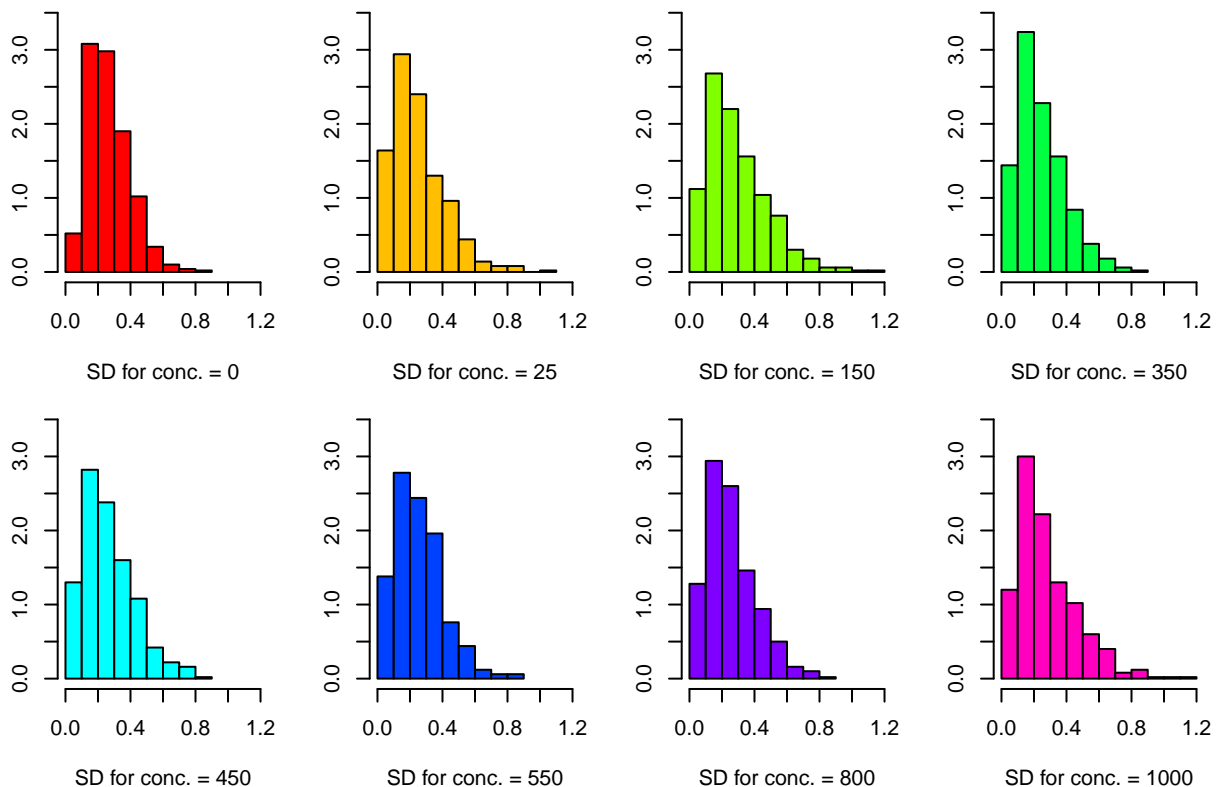 0.0 1.0 2.0 3.0
0.0 0.4 0.8 1.2
SD for conc. = 0
0.0 1.0 2.0 3.0
0.0 0.4 0.8 1.2
SD for conc. = 25
0.0 1.0 2.0 3.0
0.0 0.4 0.8 1.2
SD for conc. = 150
0.0 1.0 2.0 3.0
0.0 0.4 0.8 1.2
SD for conc. = 350
0.0 1.0 2.0 3.0
0.0 0.4 0.8 1.2
SD for conc. = 450
0.0 1.0 2.0 3.0
0.0 0.4 0.8 1.2
SD for conc. = 550
0.0 1.0 2.0 3.0
0.0 0.4 0.8 1.2
SD for conc. = 800
0.0 1.0 2.0 3.0
0.0 0.4 0.8 1.2
SD for conc. = 1000